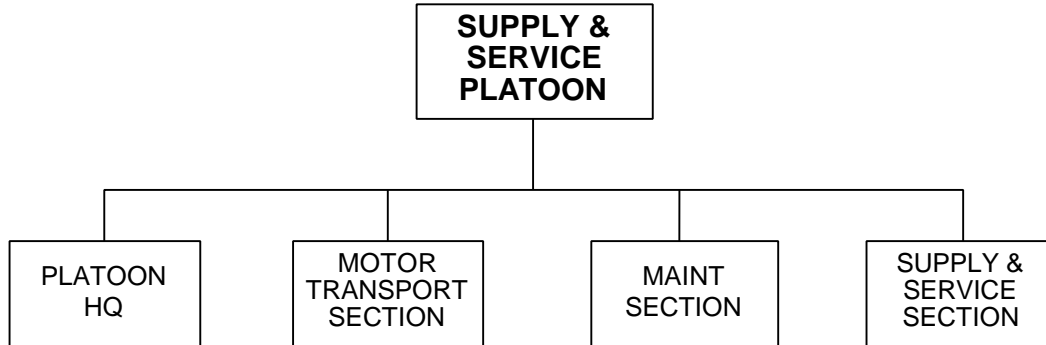 SUPPLY &
SERVICE
PLATOON
PLATOON
HQ
MOTOR
TRANSPORT
SECTION
MAINT
SECTION
SUPPLY &
SERVICE
SECTION